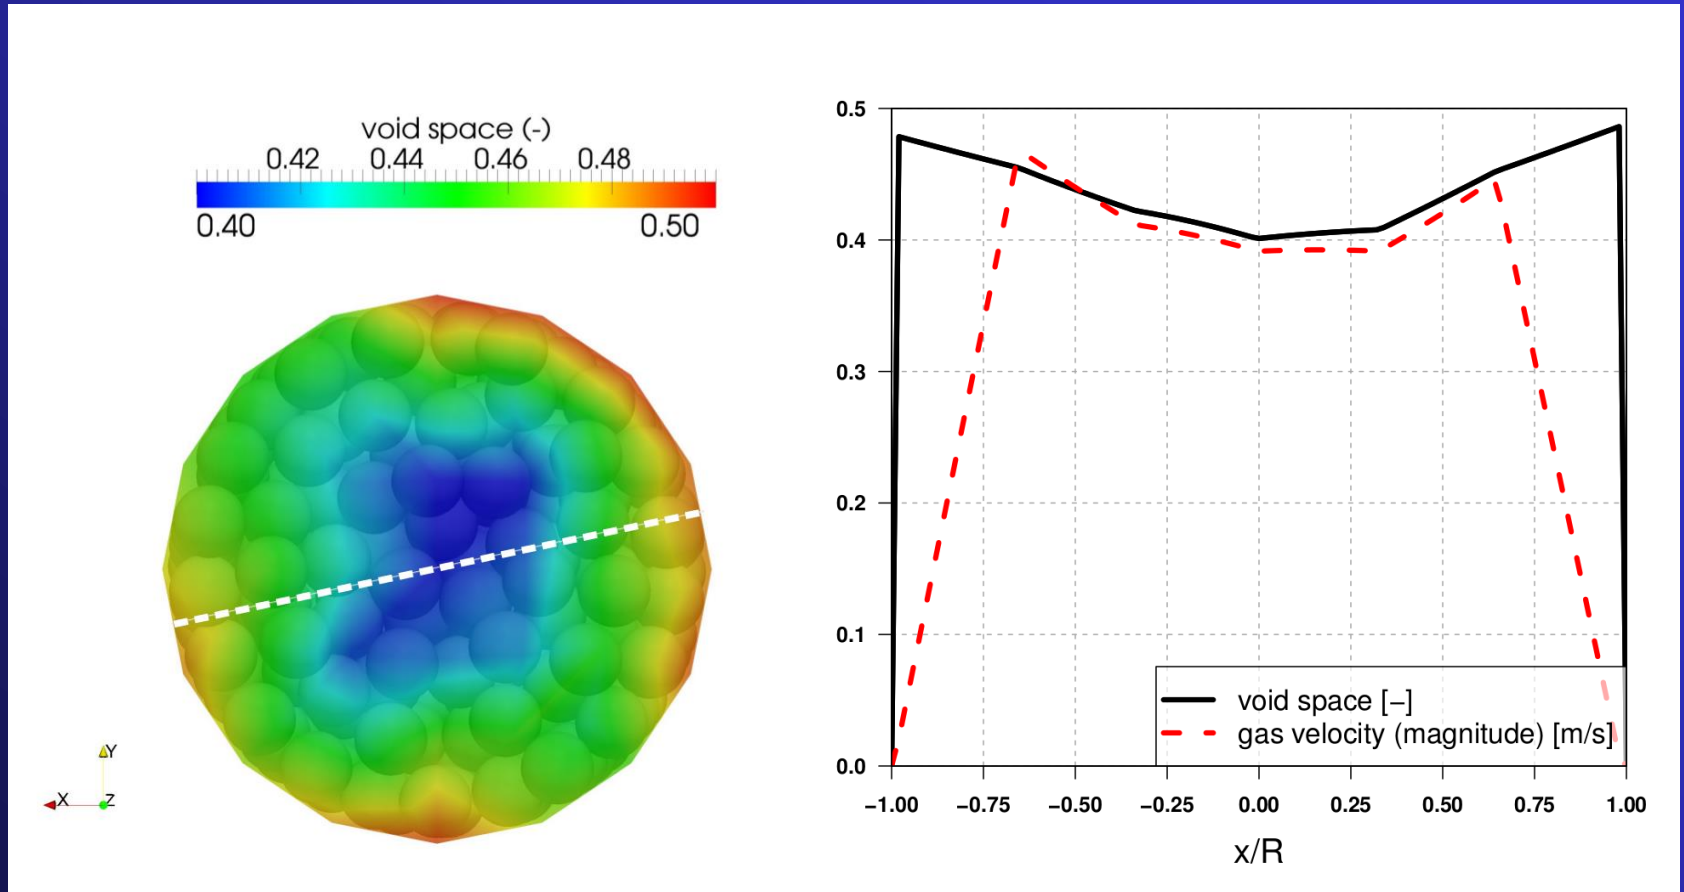 void space (-)
0.42 0.44 0.46 0.48
0.40 0.50
Y
X Z
0.5
0.4
0.3
0.2
0.1
0.0
−1.00 −0.75 −0.50 −0.25 0.00 0.25 0.50 0.75 1.00
x/R
void space [−]
gas velocity (magnitude) [m/s]